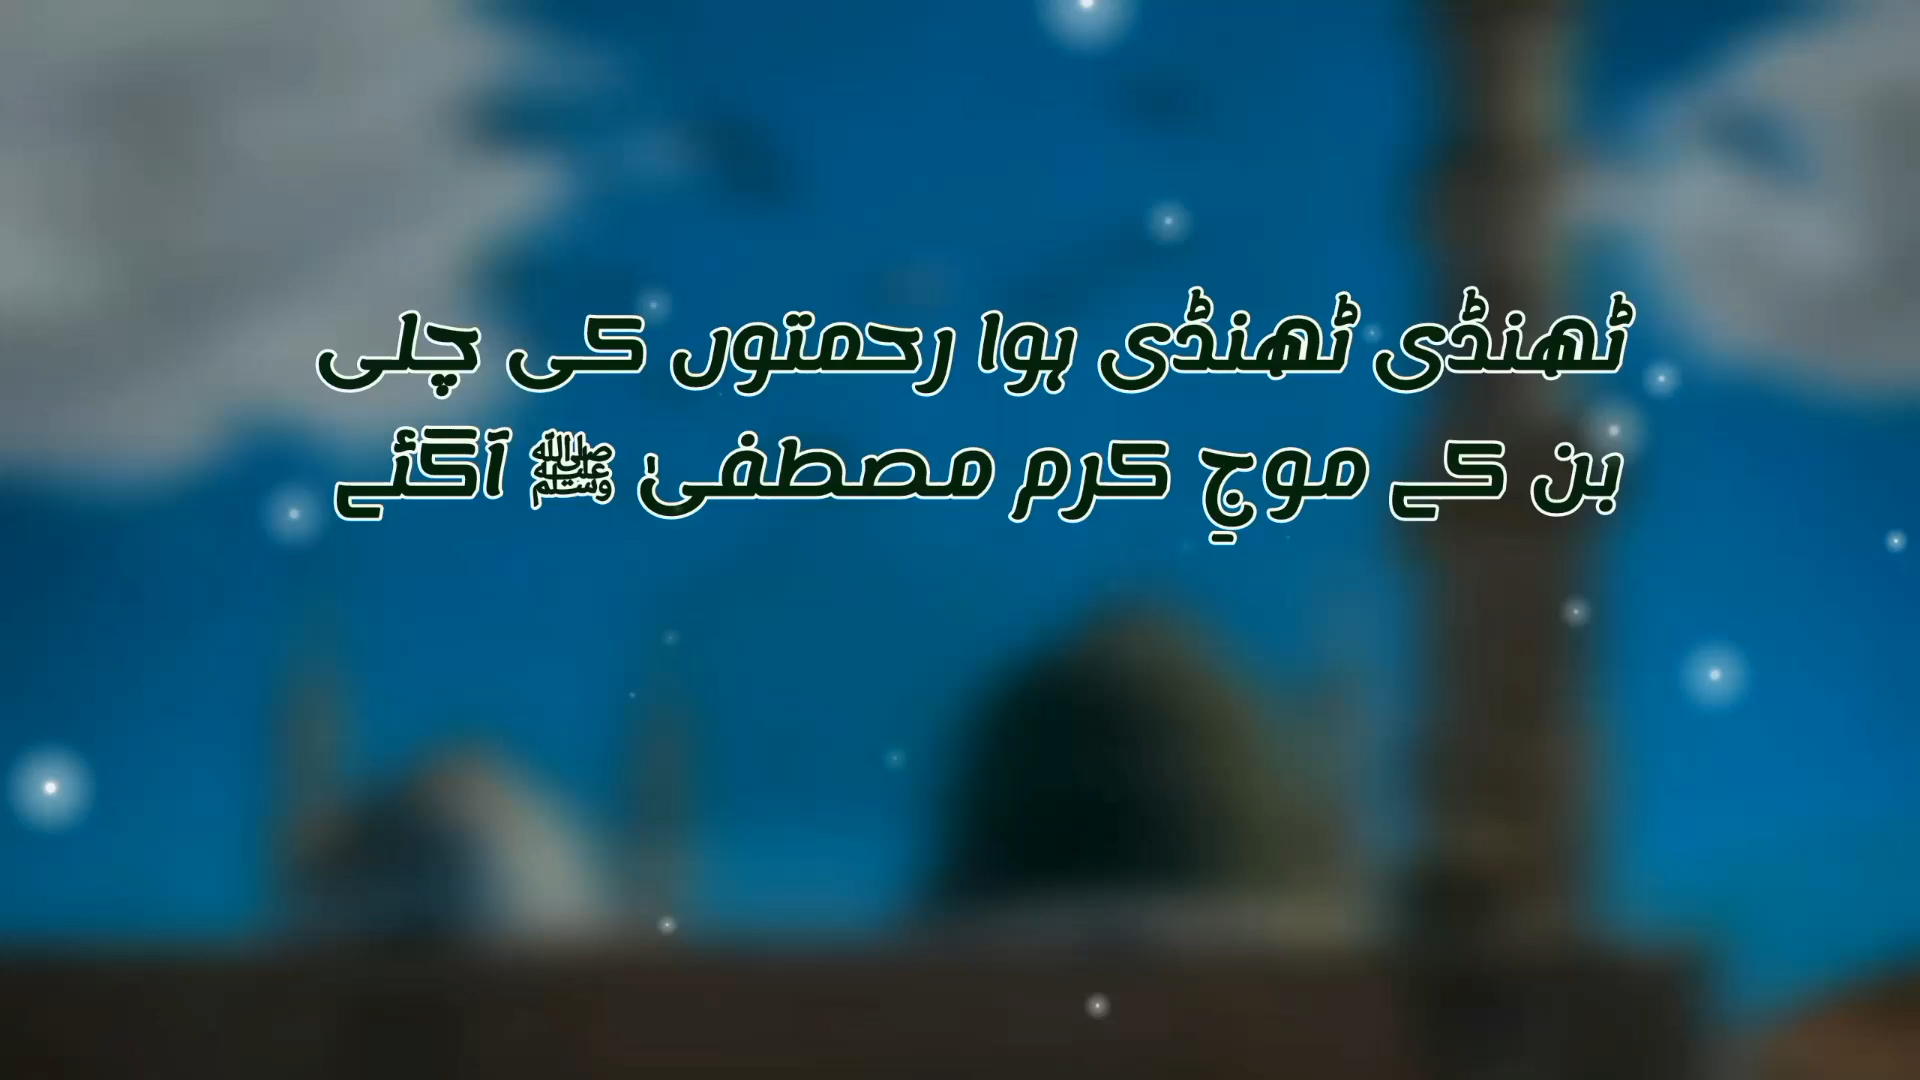 ٹھنڈی ٹھنڈی ہوا رحمتوں کی چلی
بن کے موجِ کرم مصطفیٰ ﷺ آگئے